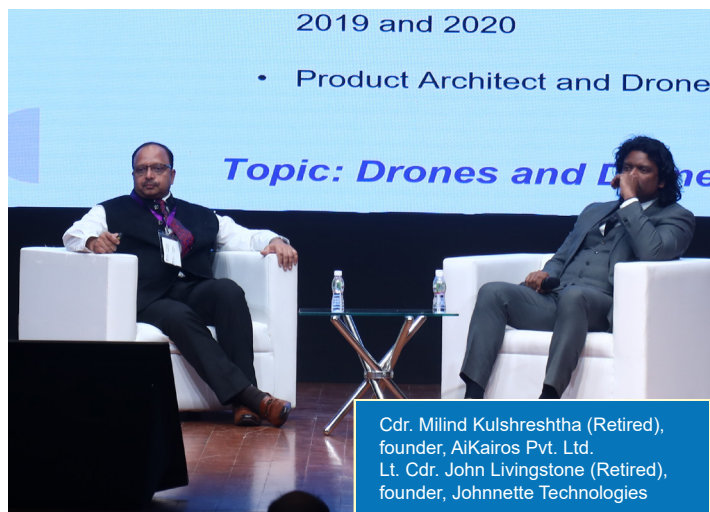 2019 and 2020
• Product Architect and Drone
Topic: Drones and Drone
Cdr. Milind Kulshreshtha (Retired),
founder, AiKairos Pvt. Ltd.
Lt. Cdr. John Livingstone (Retired),
founder, Johnnette Technologies